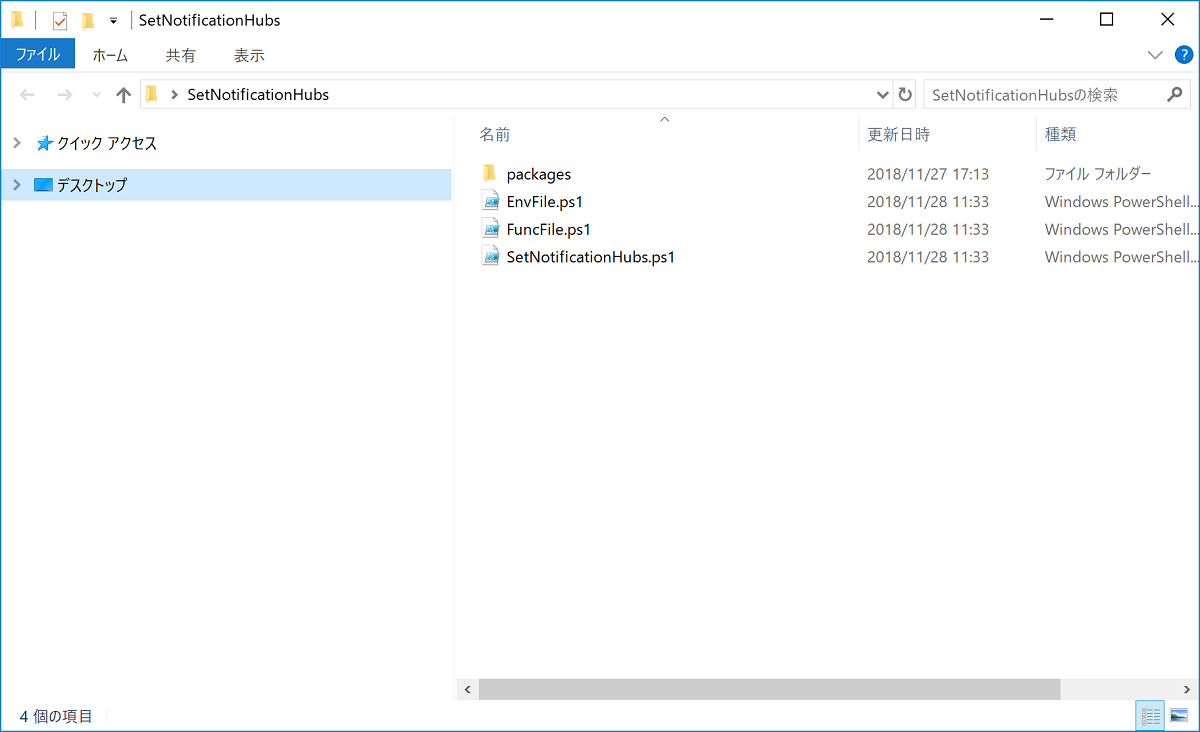 SetNotificationHubs
ファイル ホーム 共有 表示
SetNotificationHubs SetNotificationHubsの検索
クイック アクセス
デスクトップ
名前 更新日時 種類
packages 2018/11/27 17:13 ファイル フォルダー
EnvFile.ps1 2018/11/28 11:33 Windows PowerShell...
FuncFile.ps1 2018/11/28 11:33 Windows PowerShell...
SetNotificationHubs.ps1 2018/11/28 11:33 Windows PowerShell...
4 個の項目